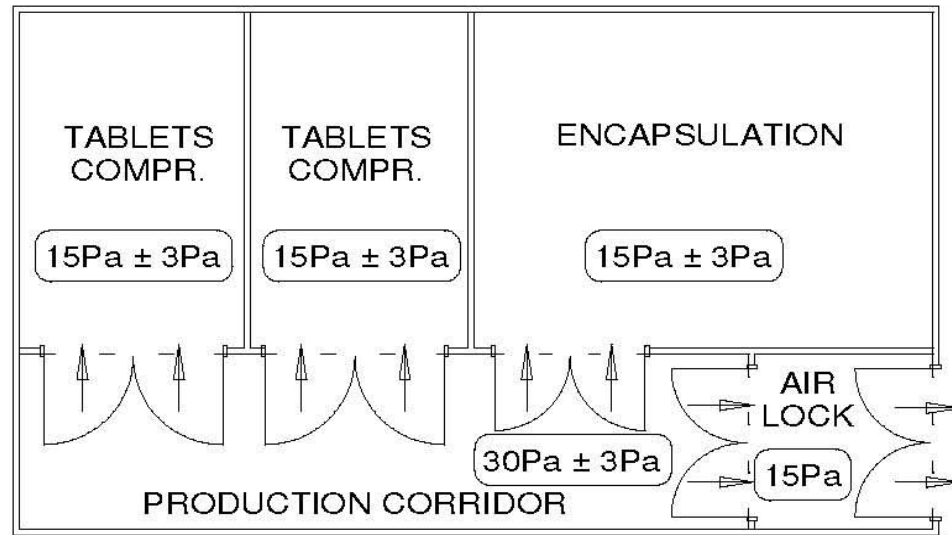 TABLETS
COMPR.
15Pa ± 3Pa
TABLETS
COMPR.
15Pa ± 3Pa
ENCAPSULATION
15Pa ± 3Pa
AIR
LOCK
15Pa
30Pa ± 3Pa
PRODUCTION CORRIDOR